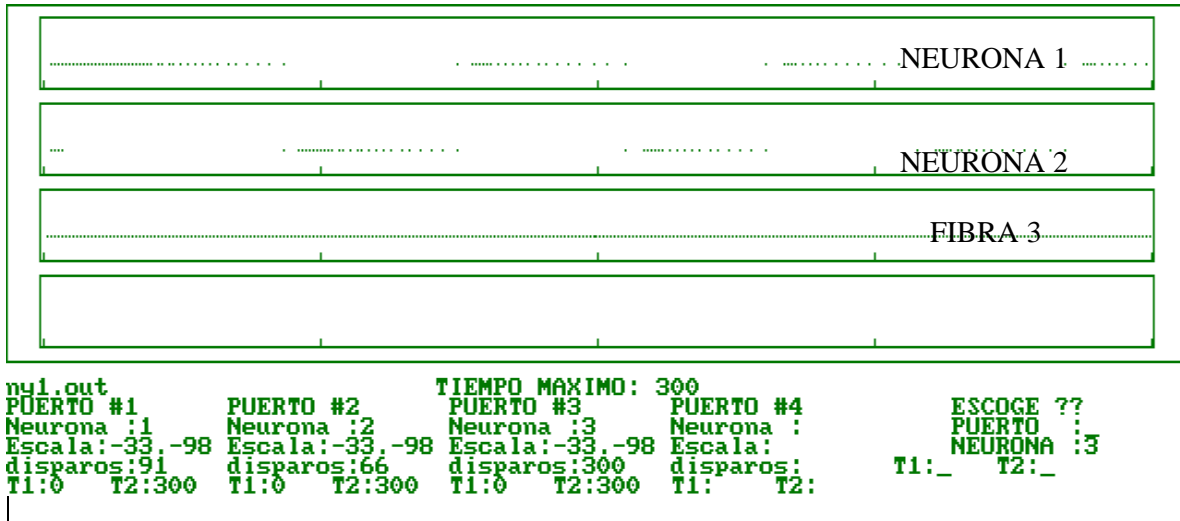 NEURONA 1
NEURONA 2
FIBRA 3
ny1.out TIEMPO MAXIMO: 300
PUERTO #1 PUERTO #2 PUERTO #3 PUERTO #4 ESCOGE ??
Neurona :1 Neurona :2 Neurona :3 Neurona : PUERTO :_
Escala:-33,-98 Escala:-33,-98 Escala:-33,-98 Escala: NEURONA :3
disparos:91 disparos:66 disparos:300 disparos: T1:_ T2:_
T1:0 T2:300 T1:0 T2:300 T1:0 T2:300 T1: T2: